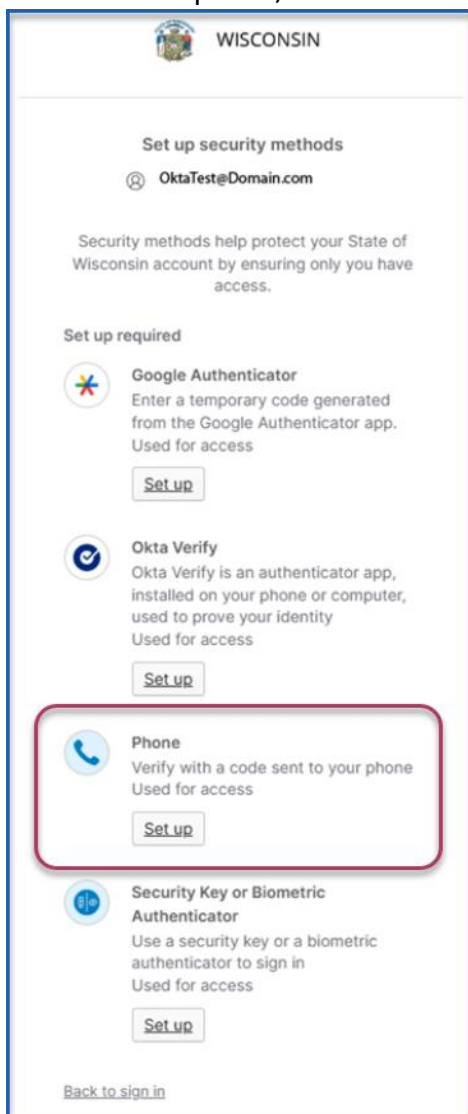 WISCONSIN
Set up security methods
OktaTest@Domain.com
Security methods help protect your State of
Wisconsin account by ensuring only you have
access.
Set up required
Google Authenticator
Enter a temporary code generated
from the Google Authenticator app.
Used for access
Set up
Okta Verify
Okta Verify is an authenticator app,
installed on your phone or computer,
used to prove your identity
Used for access
Set up
Phone
Verify with a code sent to your phone
Used for access
Set up
Security Key or Biometric
Authenticator
Use a security key or a biometric
authenticator to sign in
Used for access
Set up
Back to sign in